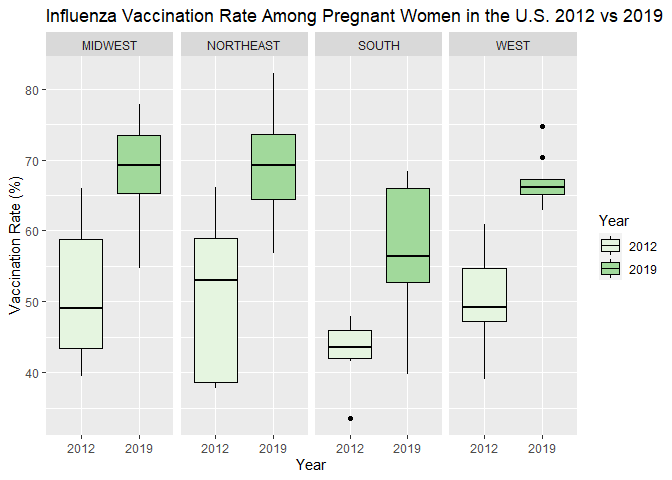 Influenza Vaccination Rate Among Pregnant Women in the U.S. 2012 vs 2019
MIDWEST NORTHEAST SOUTH WEST
Vaccination Rate (%)
80
70
60
50
40
2012 2019 2012 2019 2012 2019 2012 2019
Year
Year
2012
2019